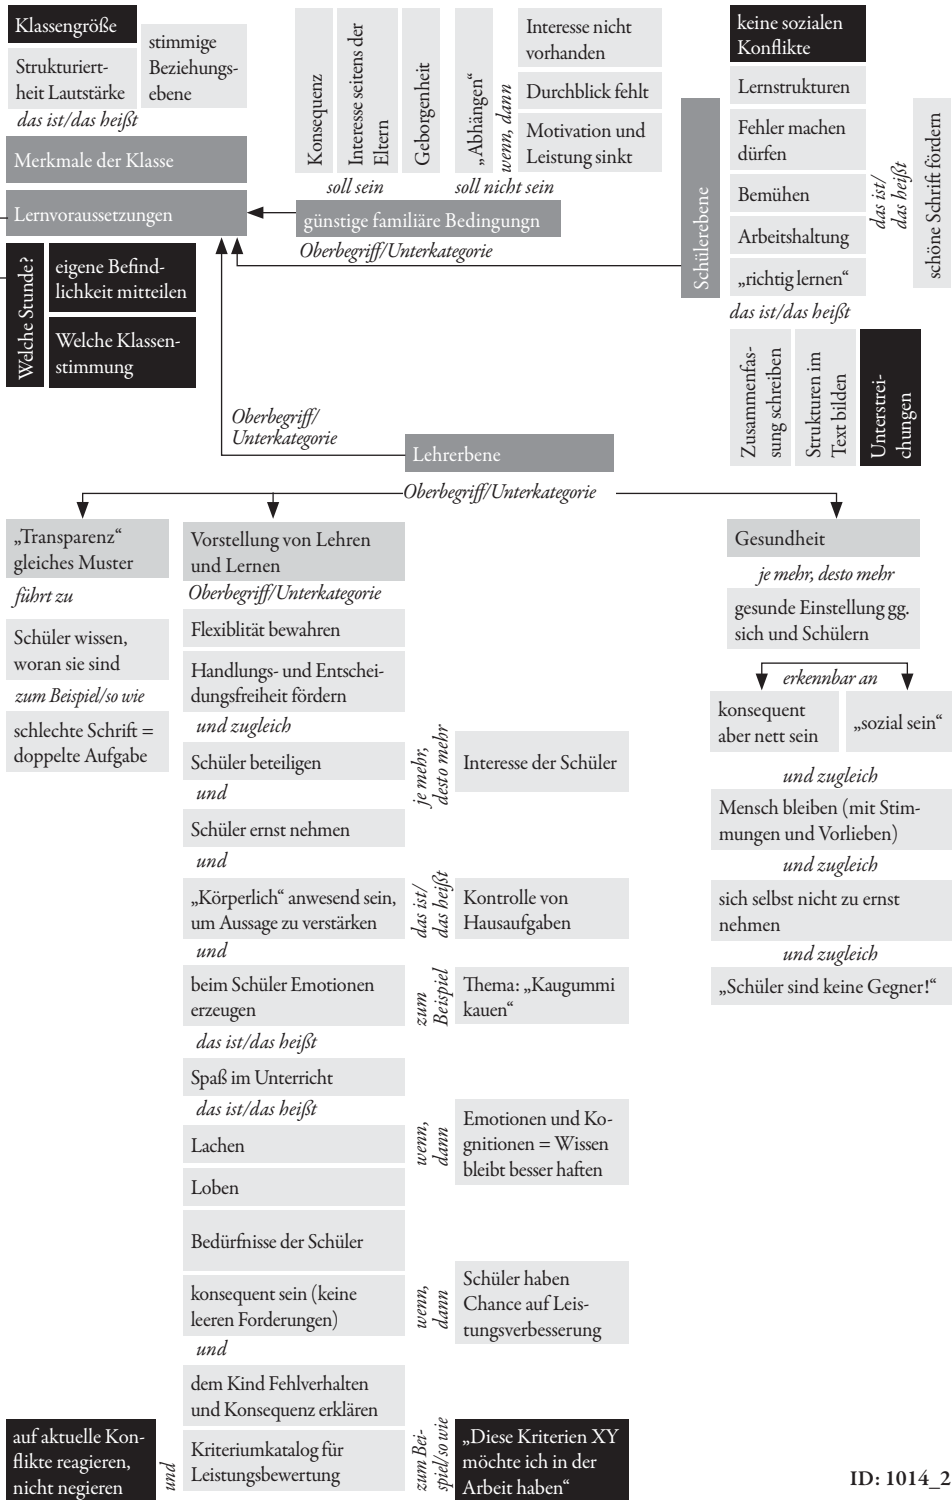 Klassengröße
Strukturiert-
heit Lautstärke
stimmige
Beziehungs-
ebene
das ist/das heißt
Merkmale der Klasse
Lernvoraussetzungen
Welche Stunde?
eigene Befind-
lichkeit mitteilen
Welche Klassen-
stimmung
Konsequenz
Interesse seitens der
Eltern
Geborgenheit
„Abhängen“
wenn, dann
Interesse nicht
vorhanden
Durchblick fehlt
Motivation und
Leistung sinkt
soll sein
soll nicht sein
günstige familiäre Bedingungn
Oberbegriff/Unterkategorie
Schülerebene
keine sozialen
Konflikte
Lernstrukturen
Fehler machen
dürfen
Bemühen
Arbeitshaltung
„richtig lernen“
das ist/
das heißt
schöne Schrift fördern
das ist/das heißt
Zusammenfas-
sung schreiben
Strukturen im
Text bilden
Unterstrei-
chungen
Oberbegriff/
Unterkategorie
Lehrerbene
Oberbegriff/Unterkategorie
„Transparenz“
gleiches Muster
führt zu
Schüler wissen,
woran sie sind
zum Beispiel/so wie
schlechte Schrift =
doppelte Aufgabe
Vorstellung von Lehren
und Lernen
Oberbegriff/Unterkategorie
Flexiblität bewahren
Handlungs- und Entschei-
dungsfreiheit fördern
und zugleich
Schüler beteiligen
je mehr,
desto mehr
Interesse der Schüler
und
Schüler ernst nehmen
und
„Körperlich“ anwesend sein,
um Aussage zu verstärken
das ist/
das heißt
Kontrolle von
Hausaufgaben
und
beim Schüler Emotionen
erzeugen
zum
Beispiel
Thema: „Kaugummi
kauen“
das ist/das heißt
Spaß im Unterricht
das ist/das heißt
Lachen
wenn,
dann
Emotionen und Ko-
gnitionen = Wissen
bleibt besser haften
Loben
Bedürfnisse der Schüler
konsequent sein (keine
leeren Forderungen)
wenn,
dann
Schüler haben
Chance auf Leis-
tungsverbesserung
und
dem Kind Fehlverhalten
und Konsequenz erklären
auf aktuelle Kon-
flikte reagieren,
nicht negieren
und
Kriteriumkatalog für
Leistungsbewertung
zum Bei-
spiel/so wie
„Diese Kriterien XY
möchte ich in der
Arbeit haben“
Gesundheit
je mehr, desto mehr
gesunde Einstellung gg.
sich und Schülern
erkennbar an
konsequent
aber nett sein
„sozial sein“
und zugleich
Mensch bleiben (mit Stim-
mungen und Vorlieben)
und zugleich
sich selbst nicht zu ernst
nehmen
und zugleich
„Schüler sind keine Gegner!“
ID: 1014_2